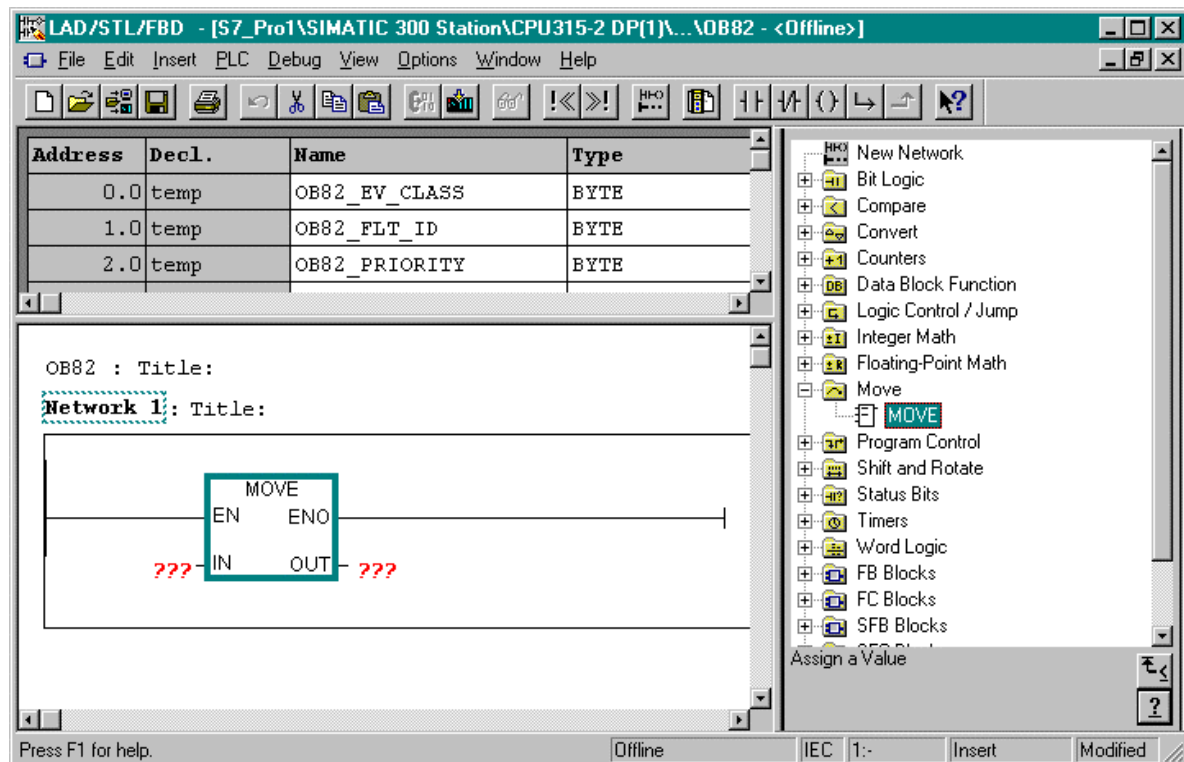 LAD/STL/FBD - [S7_Pro1\SIMATIC 300 Station\CPU315-2 DP(1)\...\OB82 - <Offline>]
File Edit Insert PLC Debug View Options Window Help
Address Decl. Name Type
0.0 temp OB82_EV_CLASS BYTE
1.0 temp OB82_FLT_ID BYTE
2.0 temp OB82_PRIORITY BYTE
OB82 : Title:
Network 1: Title:
MOVE
EN ENO
??? IN OUT ???
New Network
Bit Logic
Compare
Convert
Counters
Data Block Function
Logic Control / Jump
Integer Math
Floating-Point Math
Move
MOVE
Program Control
Shift and Rotate
Status Bits
Timers
Word Logic
FB Blocks
FC Blocks
SFB Blocks
Assign a Value
Press F1 for help. Offline IEC 1:- Insert Modified